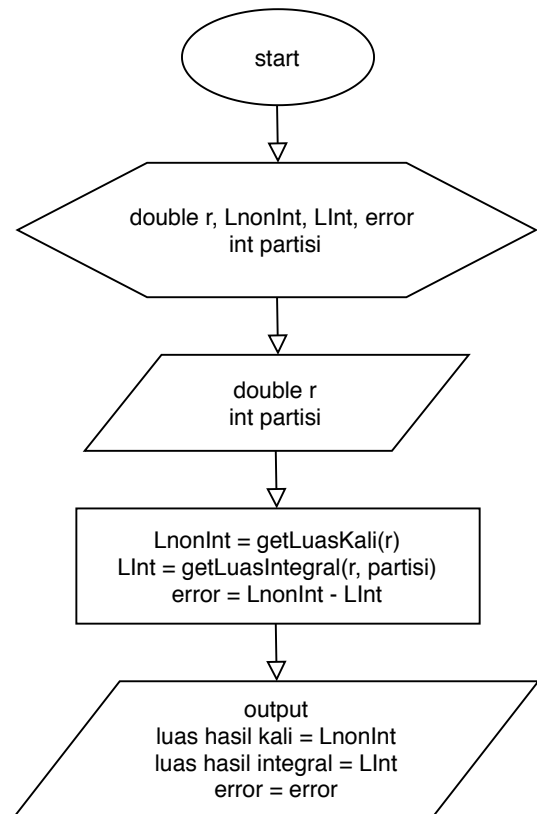 start
double r, LnonInt, LInt, error
int partisi
double r
int partisi
LnonInt = getLuasKali(r)
LInt = getLuasIntegral(r, partisi)
error = LnonInt - LInt
output
luas hasil kali = LnonInt
luas hasil integral = LInt
error = error